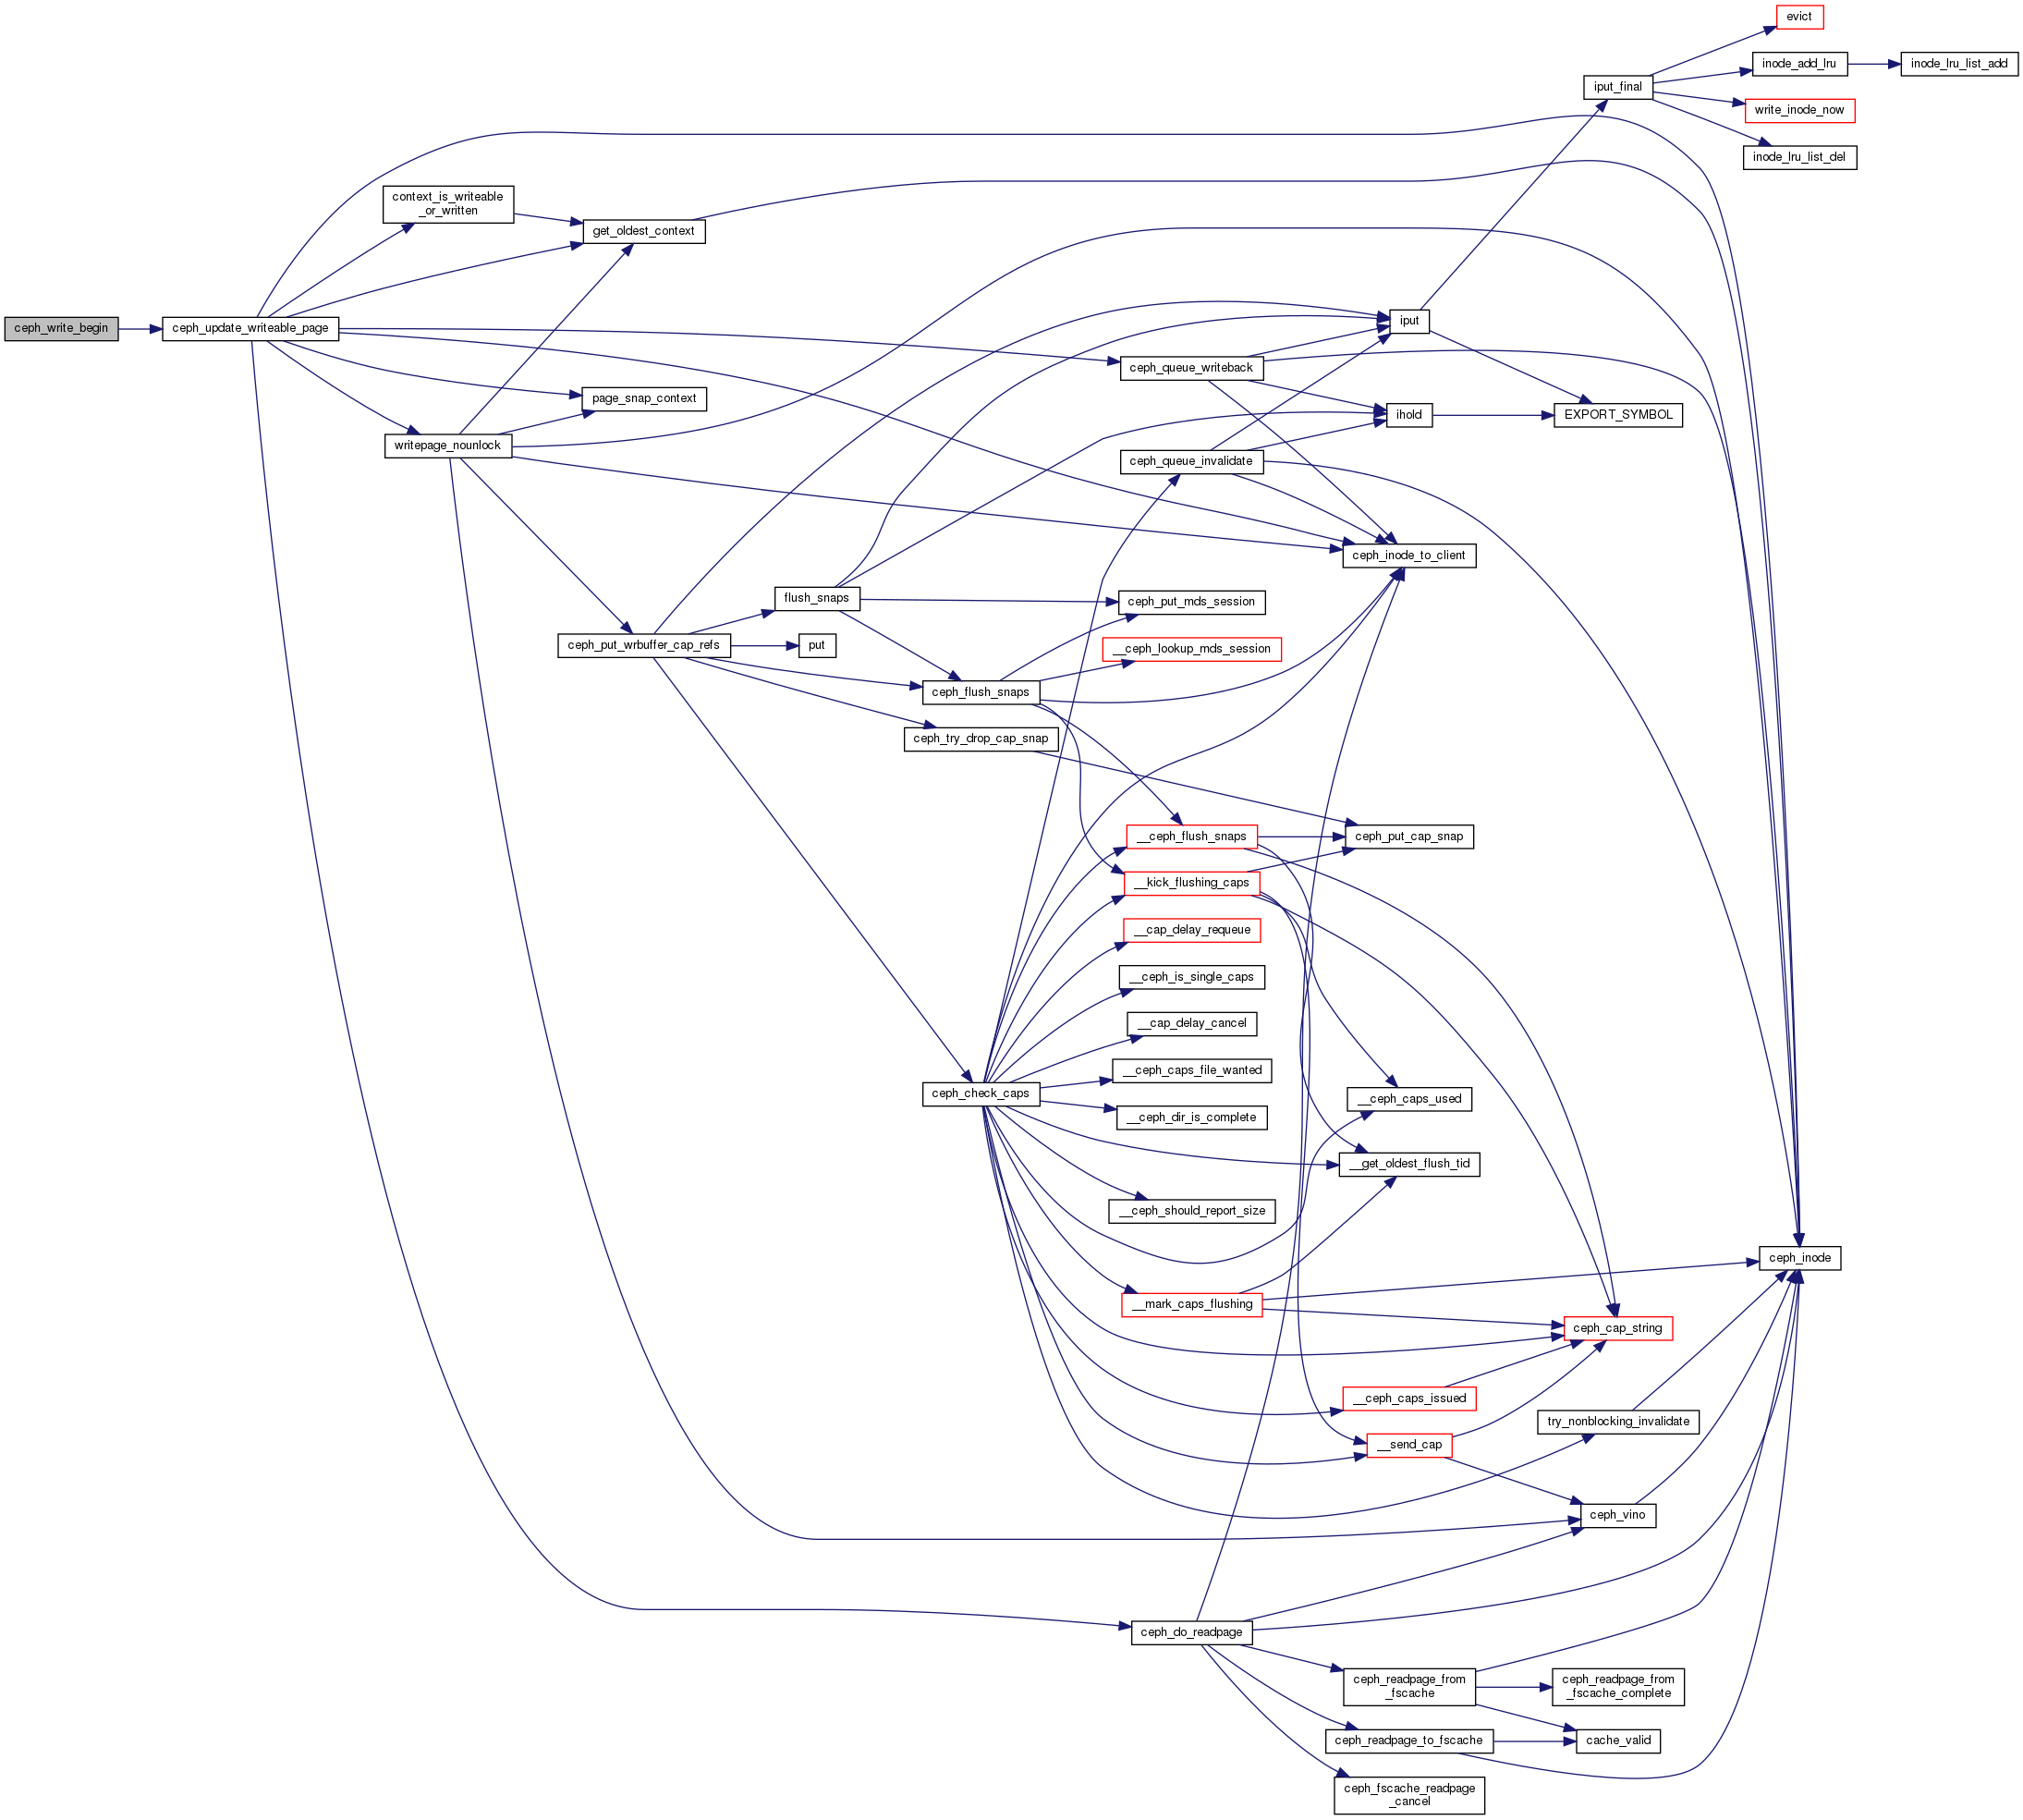 evict
inode_add_lru
inode_lru_list_add
iput_final
write_inode_now
inode_lru_list_del
context_is_writeable
_or_written
get_oldest_context
ceph_write_begin
ceph_update_writeable_page
iput
ceph_queue_writeback
page_snap_context
ihold
EXPORT_SYMBOL
writepage_nounlock
ceph_queue_invalidate
ceph_inode_to_client
flush_snaps
ceph_put_mds_session
ceph_put_wrbuffer_cap_refs
put
__ceph_lookup_mds_session
ceph_flush_snaps
ceph_try_drop_cap_snap
__ceph_flush_snaps
ceph_put_cap_snap
__kick_flushing_caps
__cap_delay_requeue
__ceph_is_single_caps
__cap_delay_cancel
__ceph_caps_file_wanted
ceph_check_caps
__ceph_caps_used
__ceph_dir_is_complete
__get_oldest_flush_tid
__ceph_should_report_size
ceph_inode
__mark_caps_flushing
ceph_cap_string
__ceph_caps_issued
try_nonblocking_invalidate
__send_cap
ceph_vino
ceph_do_readpage
ceph_readpage_from
_fscache
ceph_readpage_from
_fscache_complete
ceph_readpage_to_fscache
cache_valid
ceph_fscache_readpage
_cancel